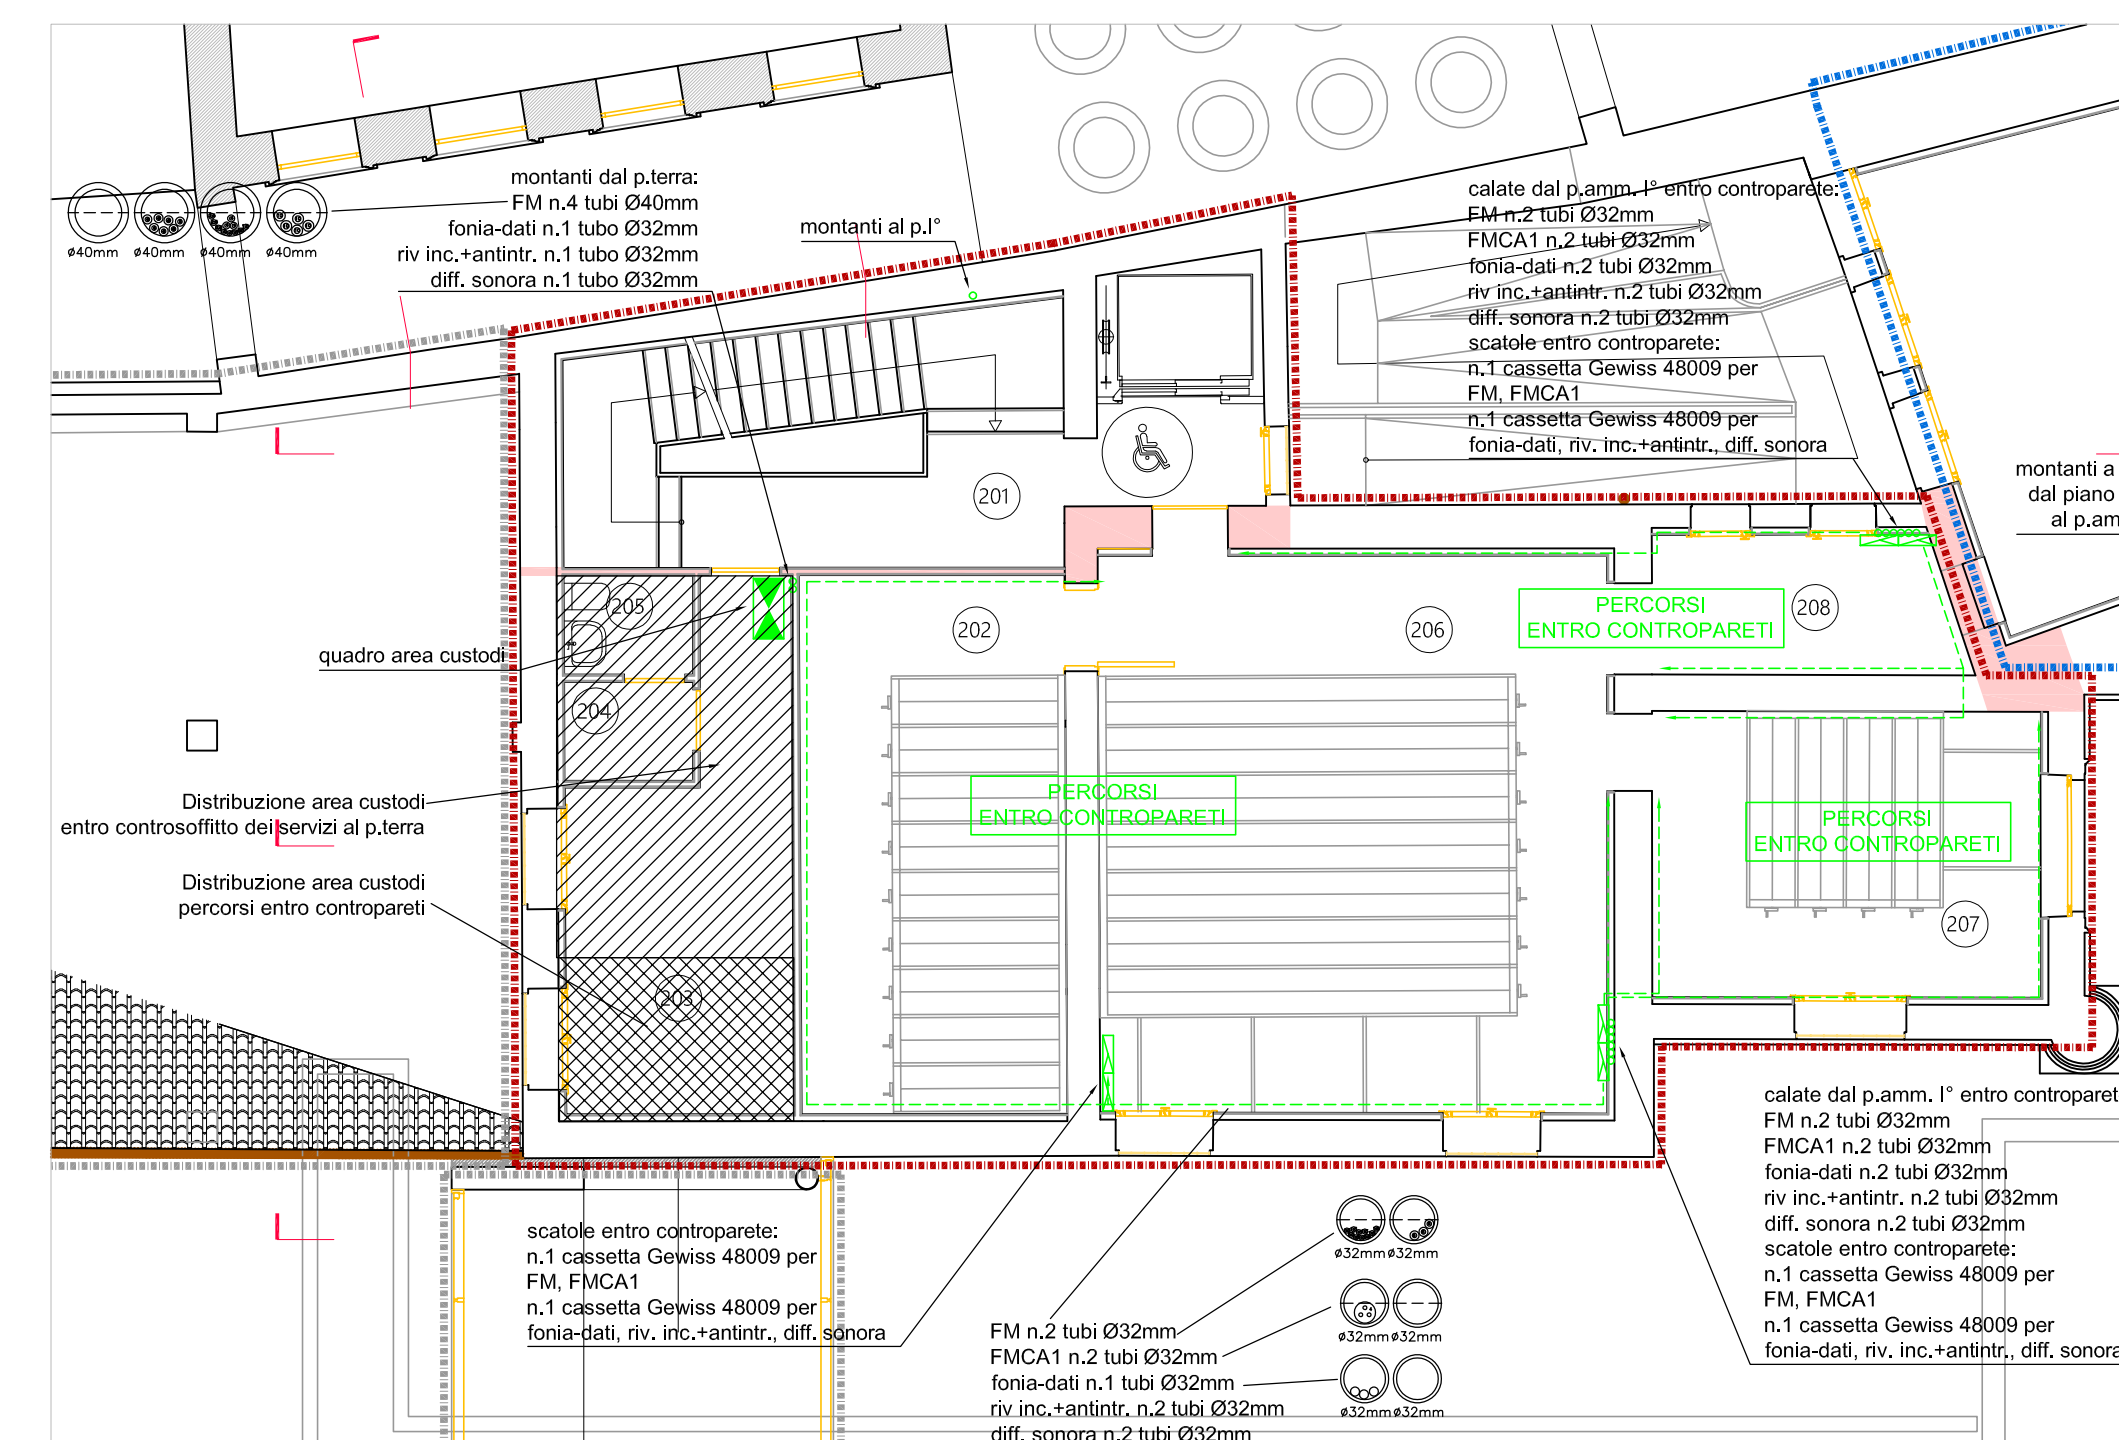 montanti dal p.terra:
FM n.4 tubi Ø40mm
fonia-dati n.1 tubo Ø32mm
riv inc.+antintr. n.1 tubo Ø32mm
diff. sonora n.1 tubo Ø32mm
ø40mm ø40mm ø40mm ø40mm
montanti al p.I°
calate dal p.amm. I° entro controparete:
FM n.2 tubi Ø32mm
FMCA1 n.2 tubi Ø32mm
fonia-dati n.2 tubi Ø32mm
riv inc.+antintr. n.2 tubi Ø32mm
diff. sonora n.2 tubi Ø32mm
scatole entro controparete:
n.1 cassetta Gewiss 48009 per
FM, FMCA1
n.1 cassetta Gewiss 48009 per
fonia-dati, riv. inc.+antintr., diff. sonora
montanti a
dal piano
al p.am
201
205
202
206
208
PERCORSI
ENTRO CONTROPARETI
quadro area custodi
204
PERCORSI
ENTRO CONTROPARETI
PERCORSI
ENTRO CONTROPARETI
Distribuzione area custodi
entro controsoffitto dei servizi al p.terra
Distribuzione area custodi
percorsi entro contropareti
207
203
calate dal p.amm. I° entro controparet
FM n.2 tubi Ø32mm
FMCA1 n.2 tubi Ø32mm
fonia-dati n.2 tubi Ø32mm
riv inc.+antintr. n.2 tubi Ø32mm
diff. sonora n.2 tubi Ø32mm
scatole entro controparete:
n.1 cassetta Gewiss 48009 per
FM, FMCA1
n.1 cassetta Gewiss 48009 per
fonia-dati, riv. inc.+antintr., diff. sonora
scatole entro controparete:
n.1 cassetta Gewiss 48009 per
FM, FMCA1
n.1 cassetta Gewiss 48009 per
fonia-dati, riv. inc.+antintr., diff. sonora
ø32mm ø32mm
ø32mm ø32mm
ø32mm ø32mm
FM n.2 tubi Ø32mm
FMCA1 n.2 tubi Ø32mm
fonia-dati n.1 tubi Ø32mm
riv inc.+antintr. n.2 tubi Ø32mm
diff. sonora n.2 tubi Ø32mm